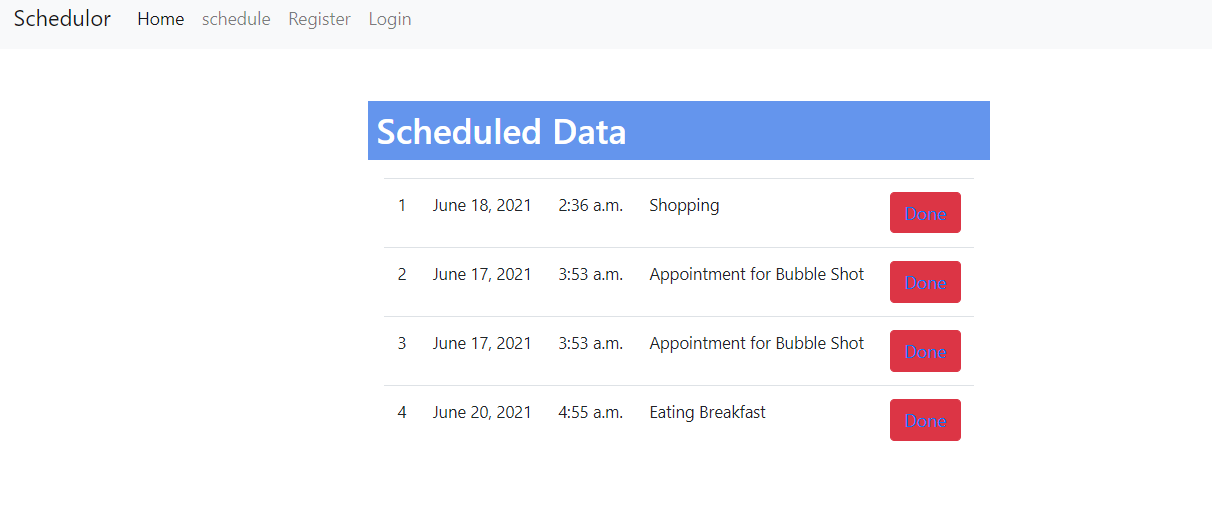 Schedulor Home schedule Register Login
Scheduled Data
1 June 18, 2021 2:36 a.m. Shopping Done
2 June 17, 2021 3:53 a.m. Appointment for Bubble Shot Done
3 June 17, 2021 3:53 a.m. Appointment for Bubble Shot Done
4 June 20, 2021 4:55 a.m. Eating Breakfast Done